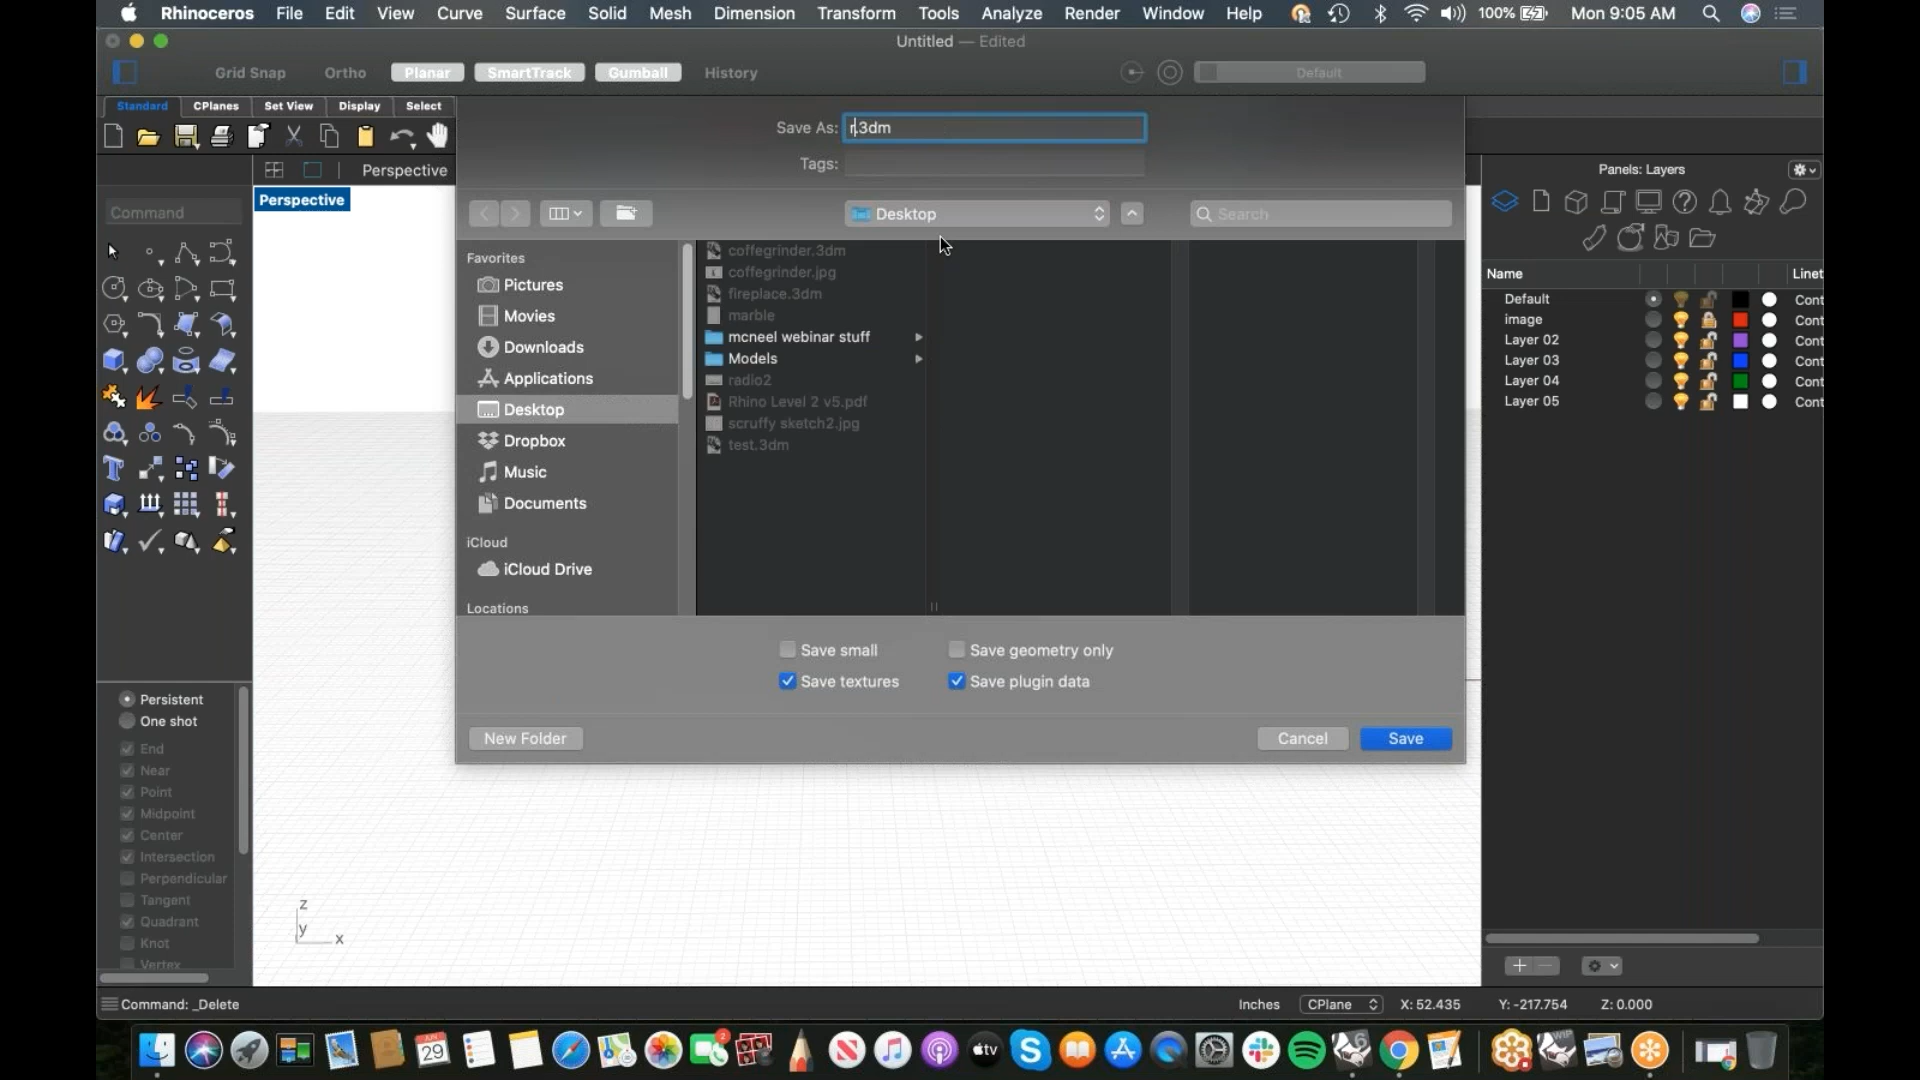 Rhinoceros File Edit View Curve Surface Solid Mesh Dimension Transform Tools Analyze Render Window Help 100% Mon 9:05 AM
Untitled — Edited
Grid Snap Ortho Planar SmartTrack Gumball History Default
Standard CPlanes Set View Display Select
Save As: r.3dm
Tags:
Perspective
Perspective
Command
Desktop
Search
Favorites
Pictures
Movies
Downloads
Applications
Desktop
Dropbox
Music
Documents
iCloud
iCloud Drive
Locations
coffegrinder.3dm
coffegrinder.jpg
fireplace.3dm
marble
mcneel webinar stuff
Models
radio2
Rhino Level 2 v5.pdf
scruffy sketch2.jpg
test.3dm
Save small Save geometry only
Save textures Save plugin data
New Folder Cancel Save
Panels: Layers
Name Linet
Default Cont
image Cont
Layer 02 Cont
Layer 03 Cont
Layer 04 Cont
Layer 05 Cont
Persistent
One shot
End
Near
Point
Midpoint
Center
Intersection
Perpendicular
Tangent
Quadrant
Knot
Vertex
z
y
x
Command: _Delete
Inches CPlane X: 52.435 Y: -217.754 Z: 0.000
JUN
29
2
tv
6
WIP